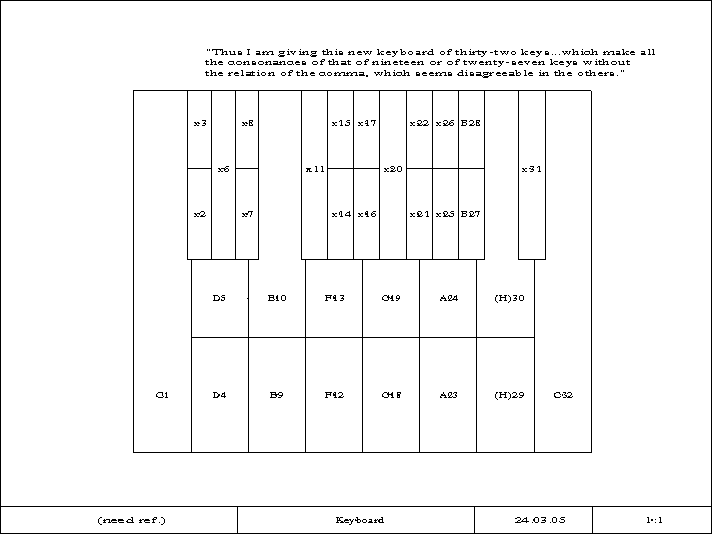 "Thus I am giving this new keyboard of thirty-two keys...which make all
the consonances of that of nineteen or of twenty-seven keys without
the relation of the comma, which seems disagreeable in the others."
x3 x8 x15 x17 x22 x26 B28
x6 x11 x20 x31
x2 x7 x14 x16 x21 x25 B27
D5 E10 F13 G19 A24 (H)30
C1 D4 E9 F12 G18 A23 (H)29 C32
(need ref.) Keyboard 24.03.05 1:1